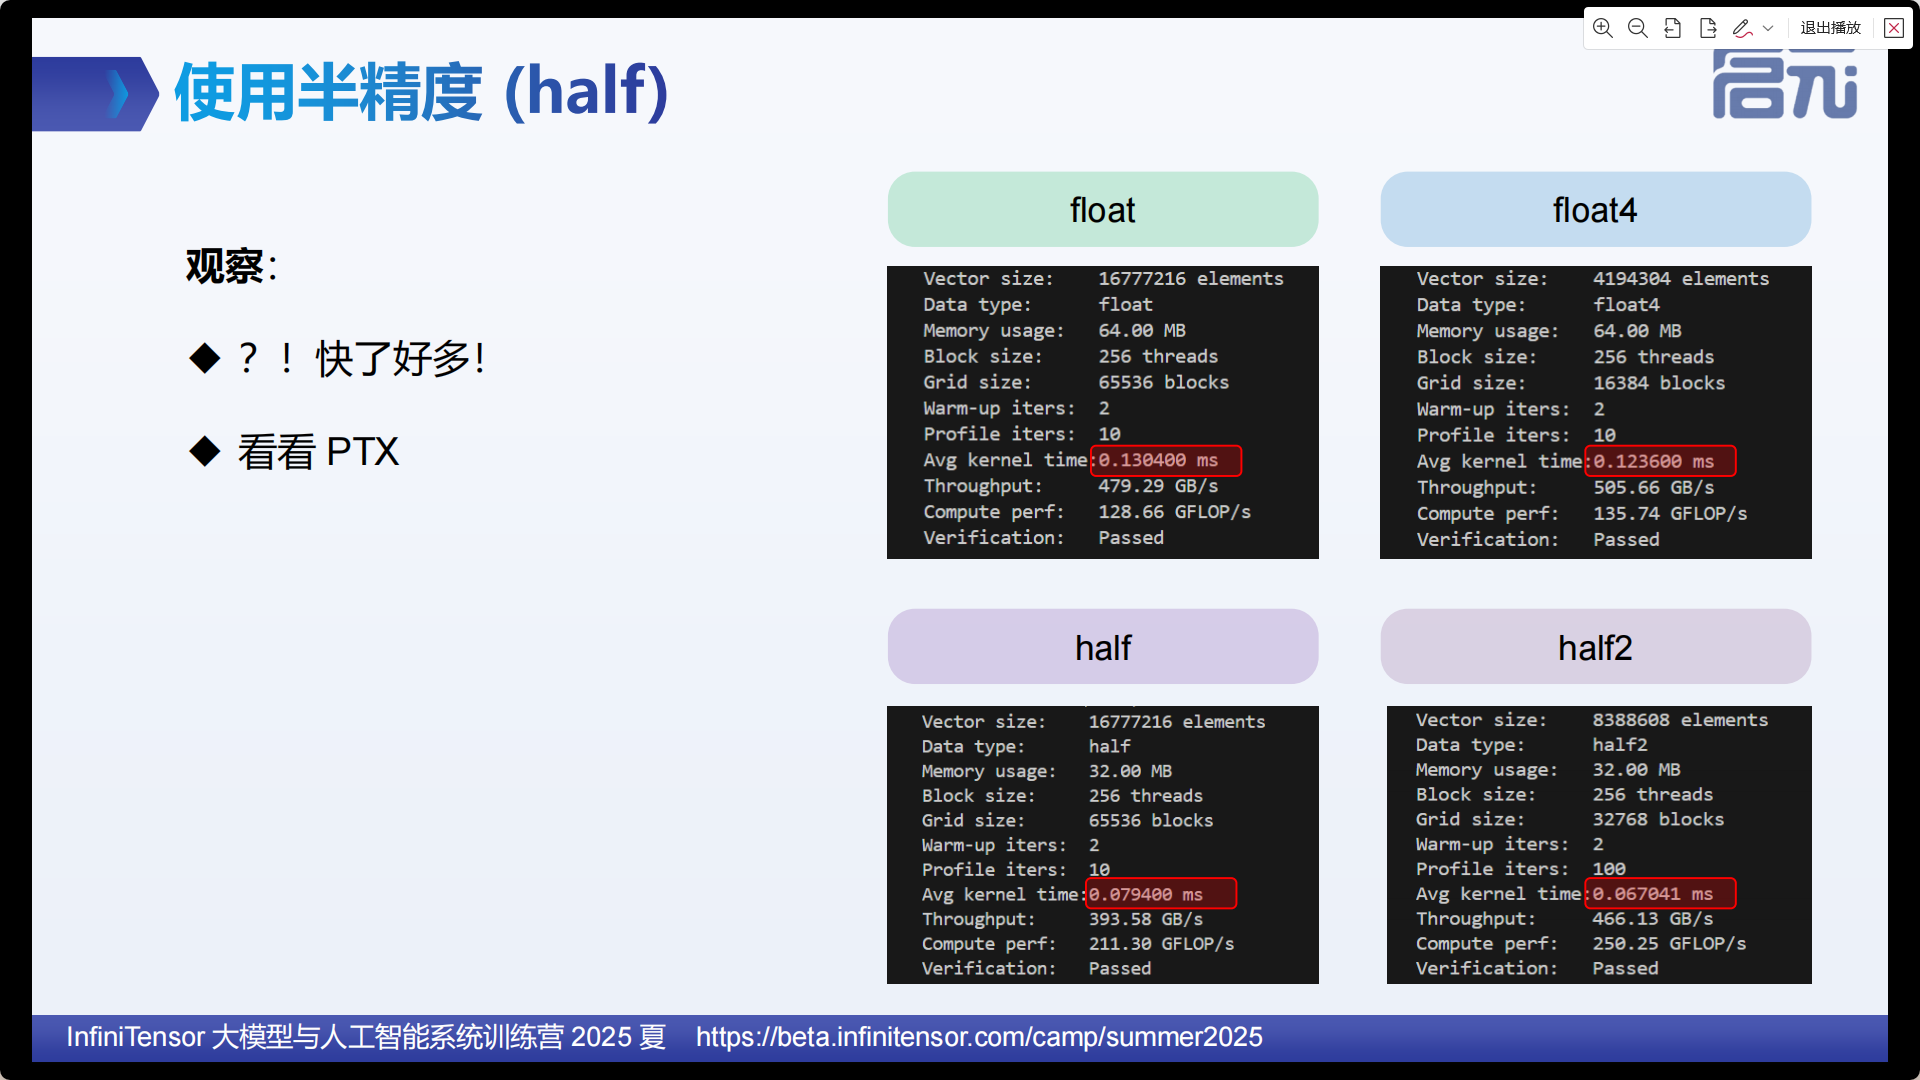 退出播放
使用半精度 (half)
启元
观察：
◆ ？！快了好多！
◆ 看看 PTX
float
Vector size: 16777216 elements
Data type: float
Memory usage: 64.00 MB
Block size: 256 threads
Grid size: 65536 blocks
Warm-up iters: 2
Profile iters: 10
Avg kernel time:0.130400 ms
Throughput: 479.29 GB/s
Compute perf: 128.66 GFLOP/s
Verification: Passed
float4
Vector size: 4194304 elements
Data type: float4
Memory usage: 64.00 MB
Block size: 256 threads
Grid size: 16384 blocks
Warm-up iters: 2
Profile iters: 10
Avg kernel time:0.123600 ms
Throughput: 505.66 GB/s
Compute perf: 135.74 GFLOP/s
Verification: Passed
half
Vector size: 16777216 elements
Data type: half
Memory usage: 32.00 MB
Block size: 256 threads
Grid size: 65536 blocks
Warm-up iters: 2
Profile iters: 10
Avg kernel time:0.079400 ms
Throughput: 393.58 GB/s
Compute perf: 211.30 GFLOP/s
Verification: Passed
half2
Vector size: 8388608 elements
Data type: half2
Memory usage: 32.00 MB
Block size: 256 threads
Grid size: 32768 blocks
Warm-up iters: 2
Profile iters: 100
Avg kernel time:0.067041 ms
Throughput: 466.13 GB/s
Compute perf: 250.25 GFLOP/s
Verification: Passed
InfiniTensor 大模型与人工智能系统训练营 2025 夏 https://beta.infinitensor.com/camp/summer2025